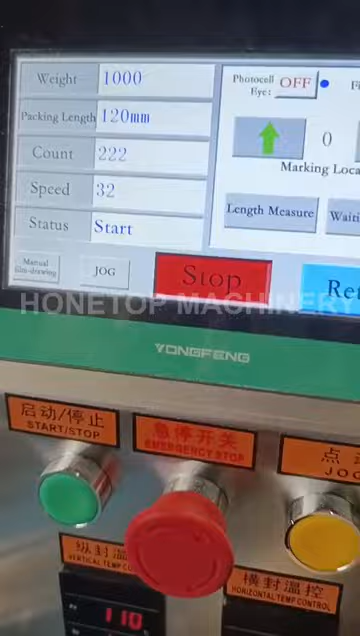 Weight 1000
Packing Length 120mm
Count 222
Speed 32
Status Start
Manual
film-drawing
JOG
Stop
Photocell
Eye: OFF
0
Marking
Length Measure
HONETOP MACHINERY
YONGFENG
启动/停止
START/STOP
急停开关
EMERGENCY STOP
点
JOG
纵封温
VERTICAL TEMP
110
横封温控
HORIZONTAL TEMP CONTROL